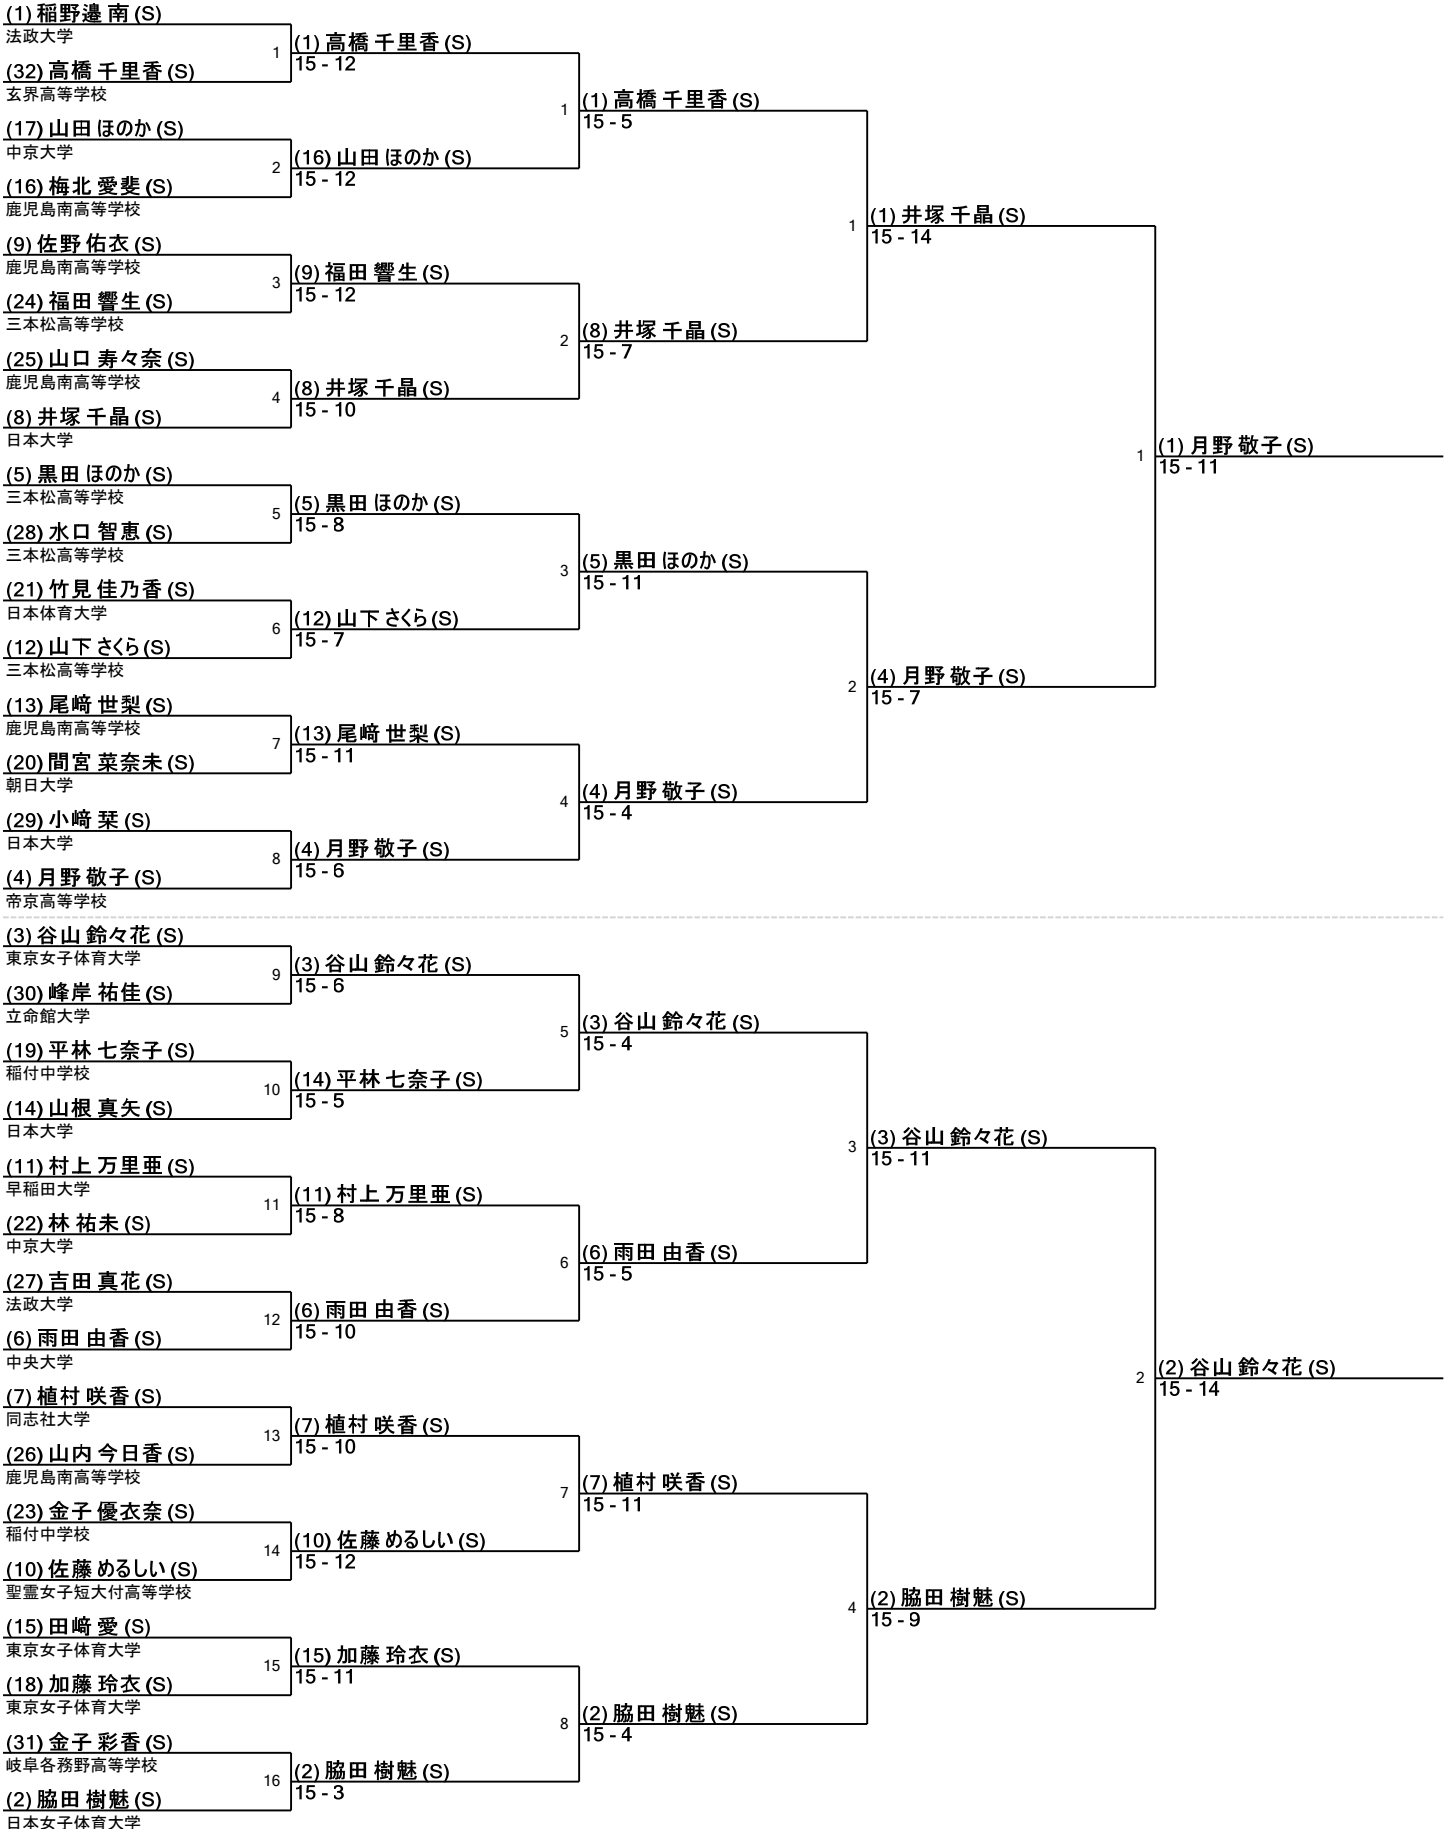 (1) 稲野邉 南 (S)
法政大学
1
(32) 高橋 千里香 (S)
玄界高等学校
(1) 高橋 千里香 (S)
15 - 12
(17) 山田 ほのか (S)
中京大学
2
(16) 梅北 愛斐 (S)
鹿児島南高等学校
(16) 山田 ほのか (S)
15 - 12
1
(1) 高橋 千里香 (S)
15 - 5
(9) 佐野 佑衣 (S)
鹿児島南高等学校
3
(24) 福田 響生 (S)
三本松高等学校
(9) 福田 響生 (S)
15 - 12
(25) 山口 寿々奈 (S)
鹿児島南高等学校
4
(8) 井塚 千晶 (S)
日本大学
(8) 井塚 千晶 (S)
15 - 10
2
(8) 井塚 千晶 (S)
15 - 7
1
(1) 井塚 千晶 (S)
15 - 14
(5) 黒田 ほのか (S)
三本松高等学校
5
(28) 水口 智恵 (S)
三本松高等学校
(5) 黒田 ほのか (S)
15 - 8
(21) 竹見 佳乃香 (S)
日本体育大学
6
(12) 山下 さくら (S)
三本松高等学校
(12) 山下 さくら (S)
15 - 7
3
(5) 黒田 ほのか (S)
15 - 11
(13) 尾﨑 世梨 (S)
鹿児島南高等学校
7
(20) 間宮 菜奈未 (S)
朝日大学
(13) 尾﨑 世梨 (S)
15 - 11
(29) 小﨑 栞 (S)
日本大学
8
(4) 月野 敬子 (S)
帝京高等学校
(4) 月野 敬子 (S)
15 - 6
4
(4) 月野 敬子 (S)
15 - 4
2
(4) 月野 敬子 (S)
15 - 7
1
(1) 月野 敬子 (S)
15 - 11
(3) 谷山 鈴々花 (S)
東京女子体育大学
9
(30) 峰岸 祐佳 (S)
立命館大学
(3) 谷山 鈴々花 (S)
15 - 6
(19) 平林 七奈子 (S)
稲付中学校
10
(14) 山根 真矢 (S)
日本大学
(14) 平林 七奈子 (S)
15 - 5
5
(3) 谷山 鈴々花 (S)
15 - 4
(11) 村上 万里亜 (S)
早稲田大学
11
(22) 林 祐未 (S)
中京大学
(11) 村上 万里亜 (S)
15 - 8
(27) 吉田 真花 (S)
法政大学
12
(6) 雨田 由香 (S)
中央大学
(6) 雨田 由香 (S)
15 - 10
6
(6) 雨田 由香 (S)
15 - 5
3
(3) 谷山 鈴々花 (S)
15 - 11
(7) 植村 咲香 (S)
同志社大学
13
(26) 山内 今日香 (S)
鹿児島南高等学校
(7) 植村 咲香 (S)
15 - 10
(23) 金子 優衣奈 (S)
稲付中学校
14
(10) 佐藤 めるしい (S)
聖霊女子短大付高等学校
(10) 佐藤 めるしい (S)
15 - 12
7
(7) 植村 咲香 (S)
15 - 11
(15) 田﨑 愛 (S)
東京女子体育大学
15
(18) 加藤 玲衣 (S)
東京女子体育大学
(15) 加藤 玲衣 (S)
15 - 11
(31) 金子 彩香 (S)
岐阜各務野高等学校
16
(2) 脇田 樹魅 (S)
日本女子体育大学
(2) 脇田 樹魅 (S)
15 - 3
8
(2) 脇田 樹魅 (S)
15 - 4
4
(2) 脇田 樹魅 (S)
15 - 9
2
(2) 谷山 鈴々花 (S)
15 - 14